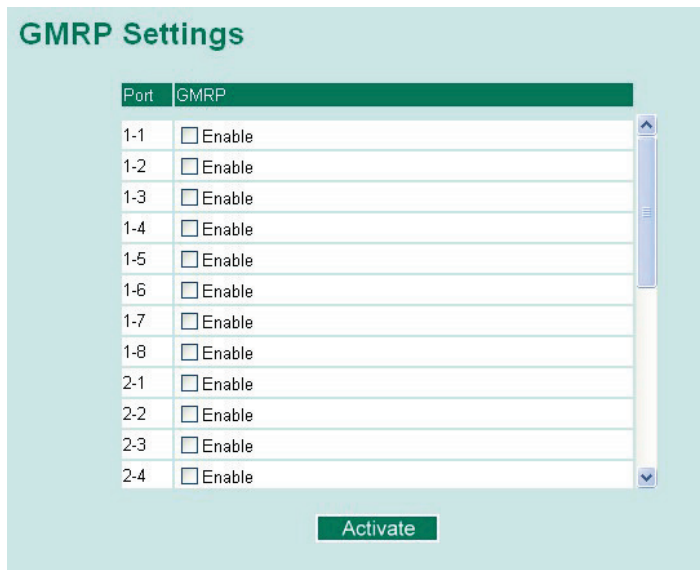 GMRP Settings
Port GMRP
1-1 Enable
1-2 Enable
1-3 Enable
1-4 Enable
1-5 Enable
1-6 Enable
1-7 Enable
1-8 Enable
2-1 Enable
2-2 Enable
2-3 Enable
2-4 Enable
Activate